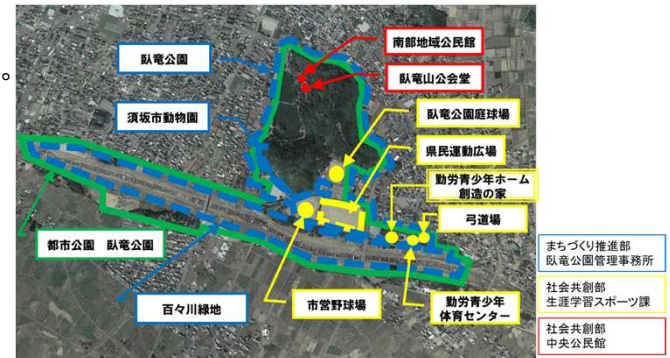 。
南部地域公民館
臥竜公園
臥竜山公会堂
臥竜公園庭球場
須坂市動物園
県民運動広場
勤労青少年ホーム
創造の家
弓道場
都市公園　臥竜公園
百々川緑地
市営野球場
勤労青少年
体育センター
まちづくり推進部
臥竜公園管理事務所
社会共創部
生涯学習スポーツ課
社会共創部
中央公民館